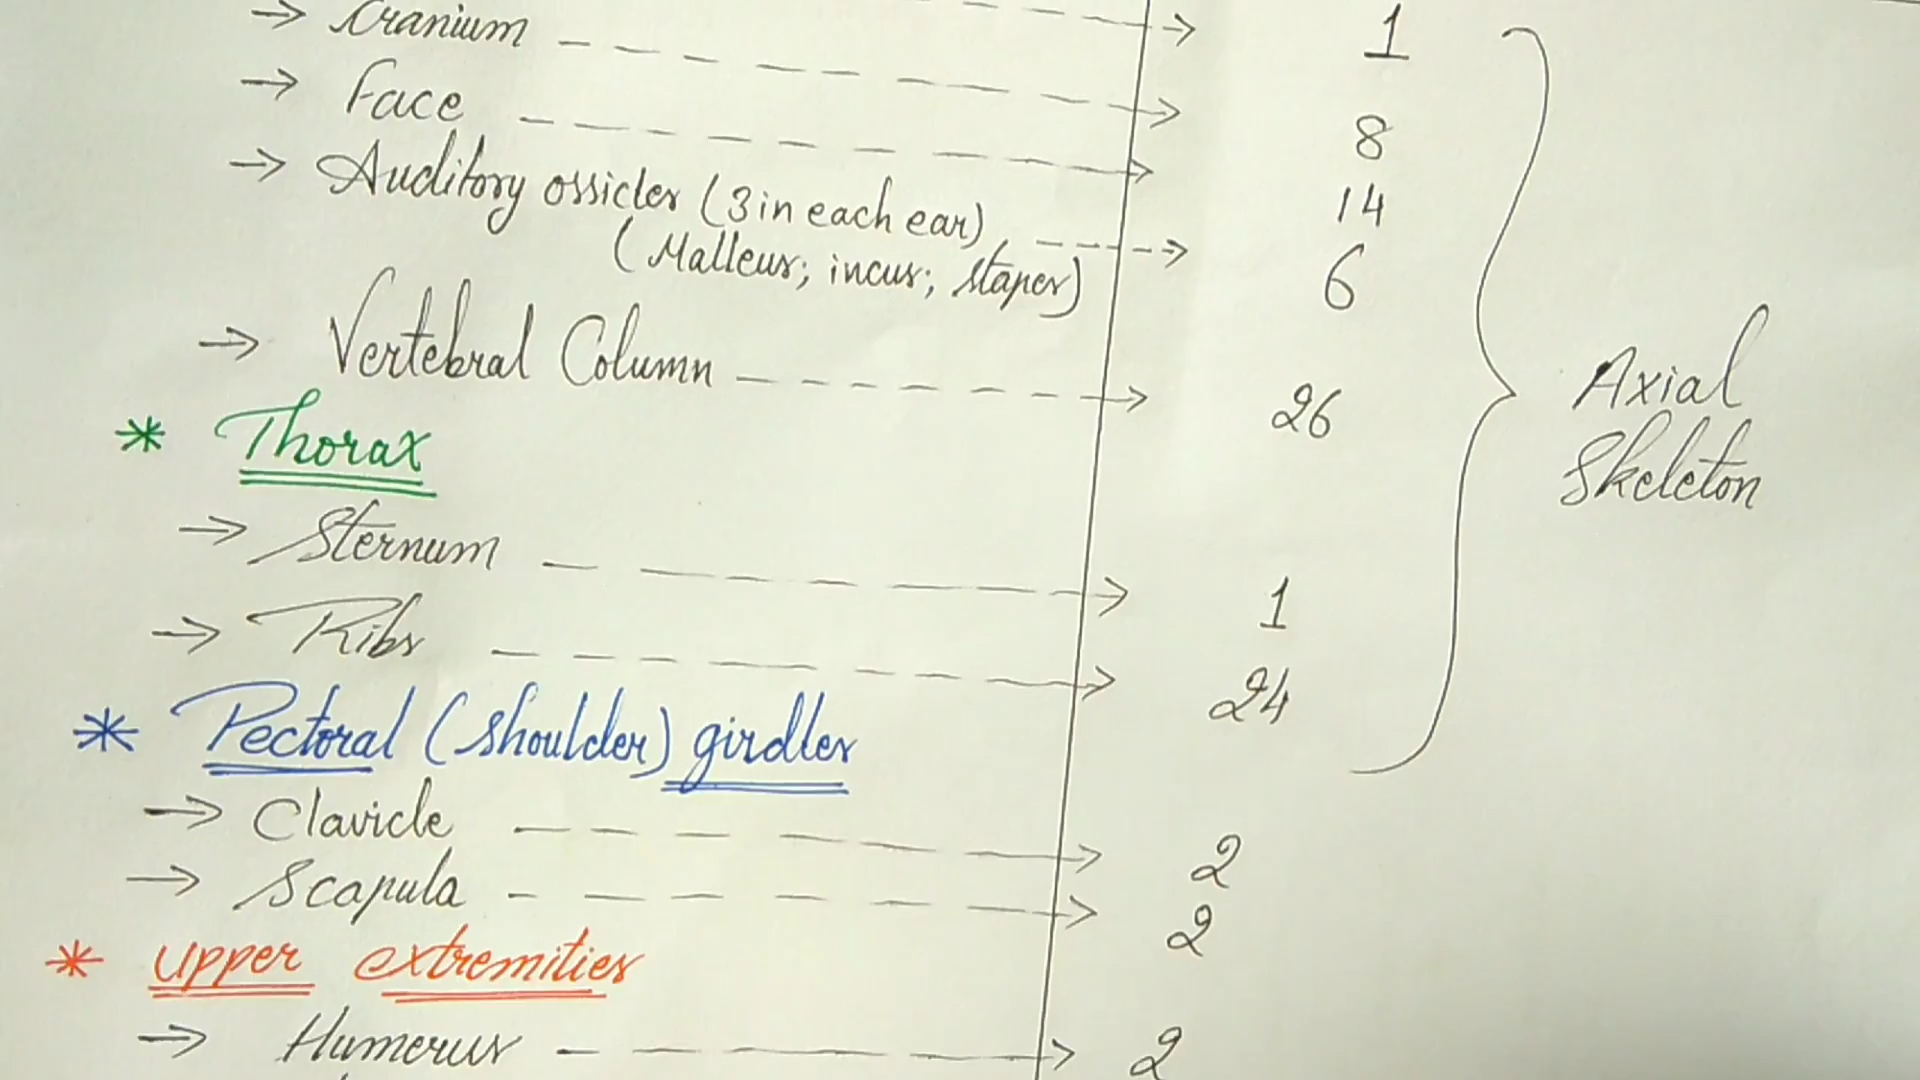 → Cranium - - - - → 8
→ Face - - - - → 14
→ Auditory ossicles (3 in each ear) - - - → 6
(Malleus; incus; stapes)
→ Vertebral Column - - - - → 26
* Thorax
→ Sternum - - - - → 1
→ Ribs - - - - → 24
Axial
Skeleton
* Pectoral (shoulder) girdles
→ Clavicle - - - - → 2
→ Scapula - - - - → 2
* Upper extremities
→ Humerus - - - - → 2